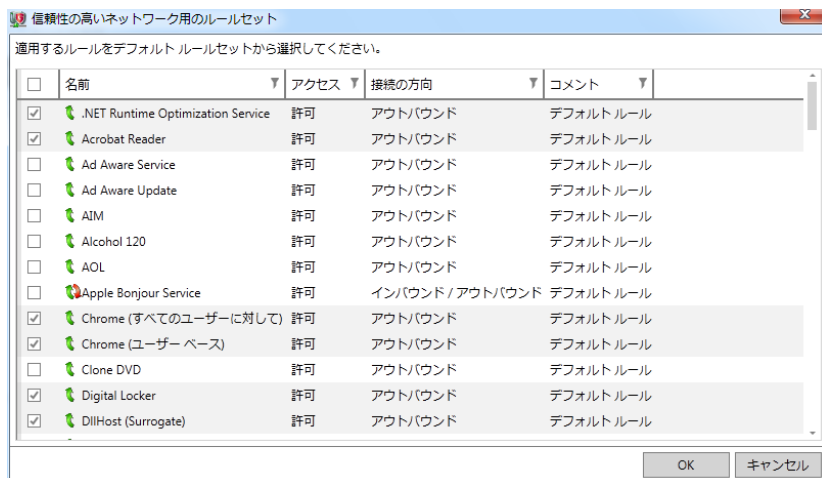 信頼性の高いネットワーク用のルールセット
適用するルールをデフォルト ルールセットから選択してください。
名前 アクセス 接続の方向 コメント
.NET Runtime Optimization Service 許可 アウトバウンド デフォルト ルール
Acrobat Reader 許可 アウトバウンド デフォルト ルール
Ad Aware Service 許可 アウトバウンド デフォルト ルール
Ad Aware Update 許可 アウトバウンド デフォルト ルール
AIM 許可 アウトバウンド デフォルト ルール
Alcohol 120 許可 アウトバウンド デフォルト ルール
AOL 許可 アウトバウンド デフォルト ルール
Apple Bonjour Service 許可 インバウンド / アウトバウンド デフォルト ルール
Chrome (すべてのユーザーに対して) 許可 アウトバウンド デフォルト ルール
Chrome (ユーザー ベース) 許可 アウトバウンド デフォルト ルール
Clone DVD 許可 アウトバウンド デフォルト ルール
Digital Locker 許可 アウトバウンド デフォルト ルール
DllHost (Surrogate) 許可 アウトバウンド デフォルト ルール
OK キャンセル